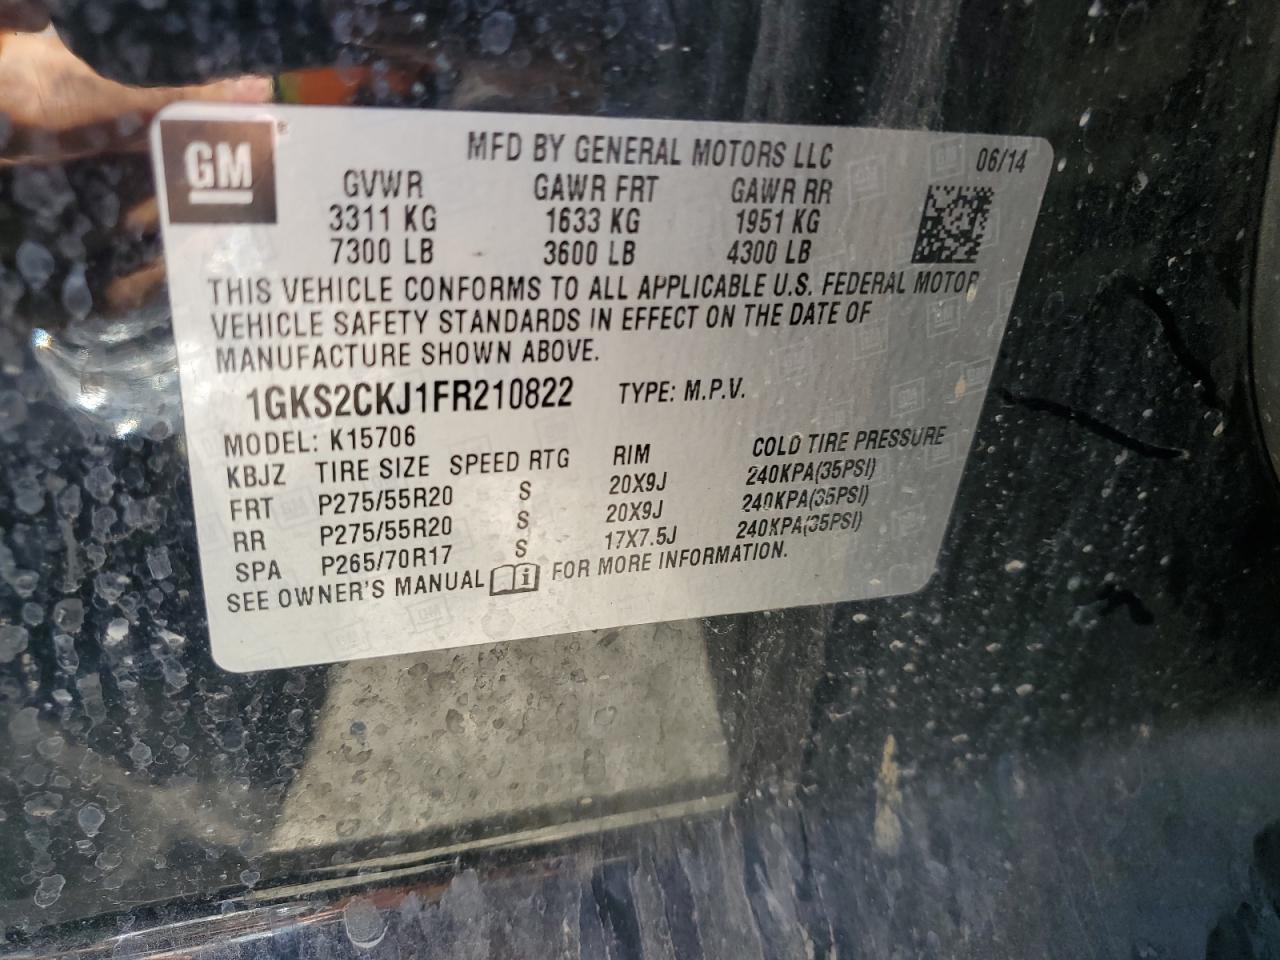 GM
MFD BY GENERAL MOTORS LLC 06/14
GVWR GAWR FRT GAWR RR
3311 KG 1633 KG 1951 KG
7300 LB 3600 LB 4300 LB
THIS VEHICLE CONFORMS TO ALL APPLICABLE U.S. FEDERAL MOTOR
VEHICLE SAFETY STANDARDS IN EFFECT ON THE DATE OF
MANUFACTURE SHOWN ABOVE.
1GKS2CKJ1FR210822 TYPE: M.P.V.
MODEL: K15706
KBJZ TIRE SIZE SPEED RTG RIM COLD TIRE PRESSURE
FRT P275/55R20 S 20X9J 240KPA(35PSI)
RR P275/55R20 S 20X9J 240KPA(35PSI)
SPA P265/70R17 S 17X7.5J 240KPA(35PSI)
SEE OWNER'S MANUAL FOR MORE INFORMATION.